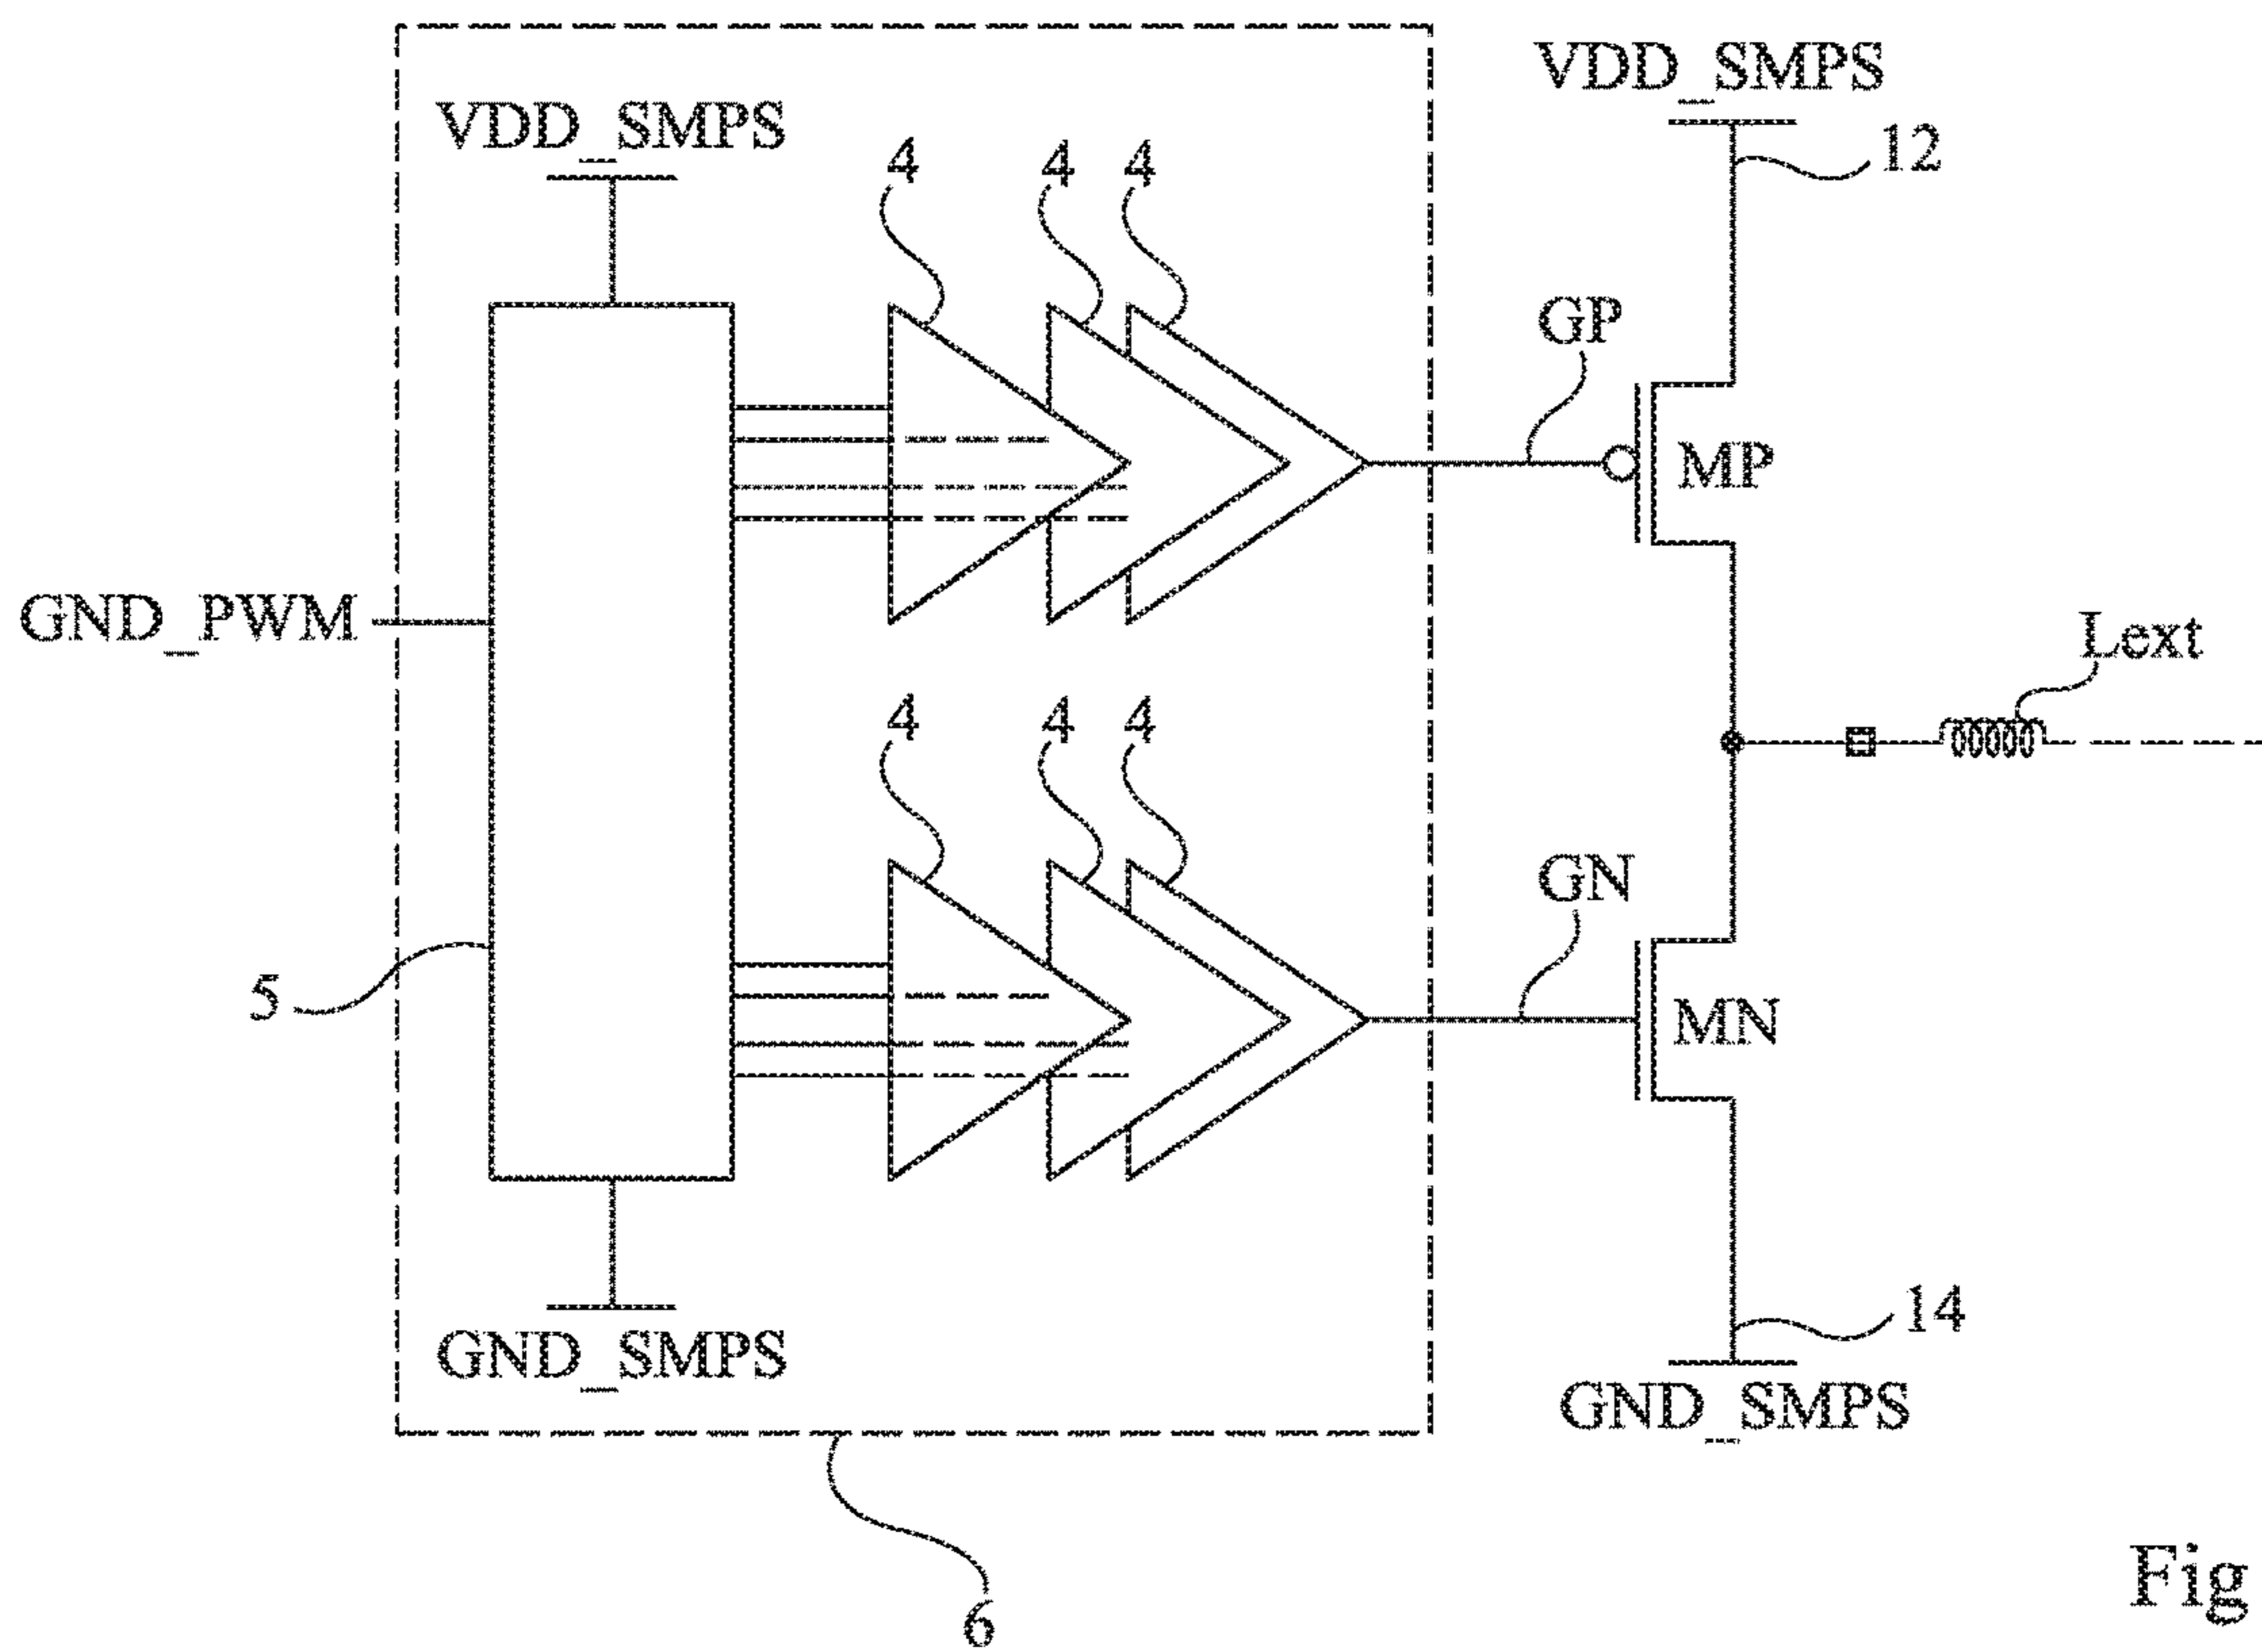 VDD_SMPS
VDD_SMPS
12
4
4
4
GP
MP
GND_PWM
Lext
4
4
4
GN
5
MN
14
GND_SMPS
GND_SMPS
6
Fig